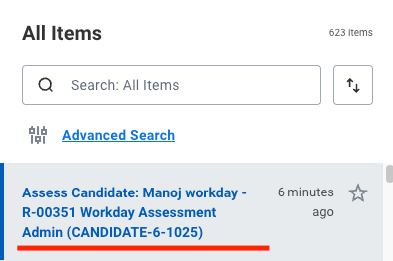 All Items
623 items
Search: All Items
Advanced Search
Assess Candidate: Manoj workday -
R-00351 Workday Assessment
Admin (CANDIDATE-6-1025)
6 minutes
ago